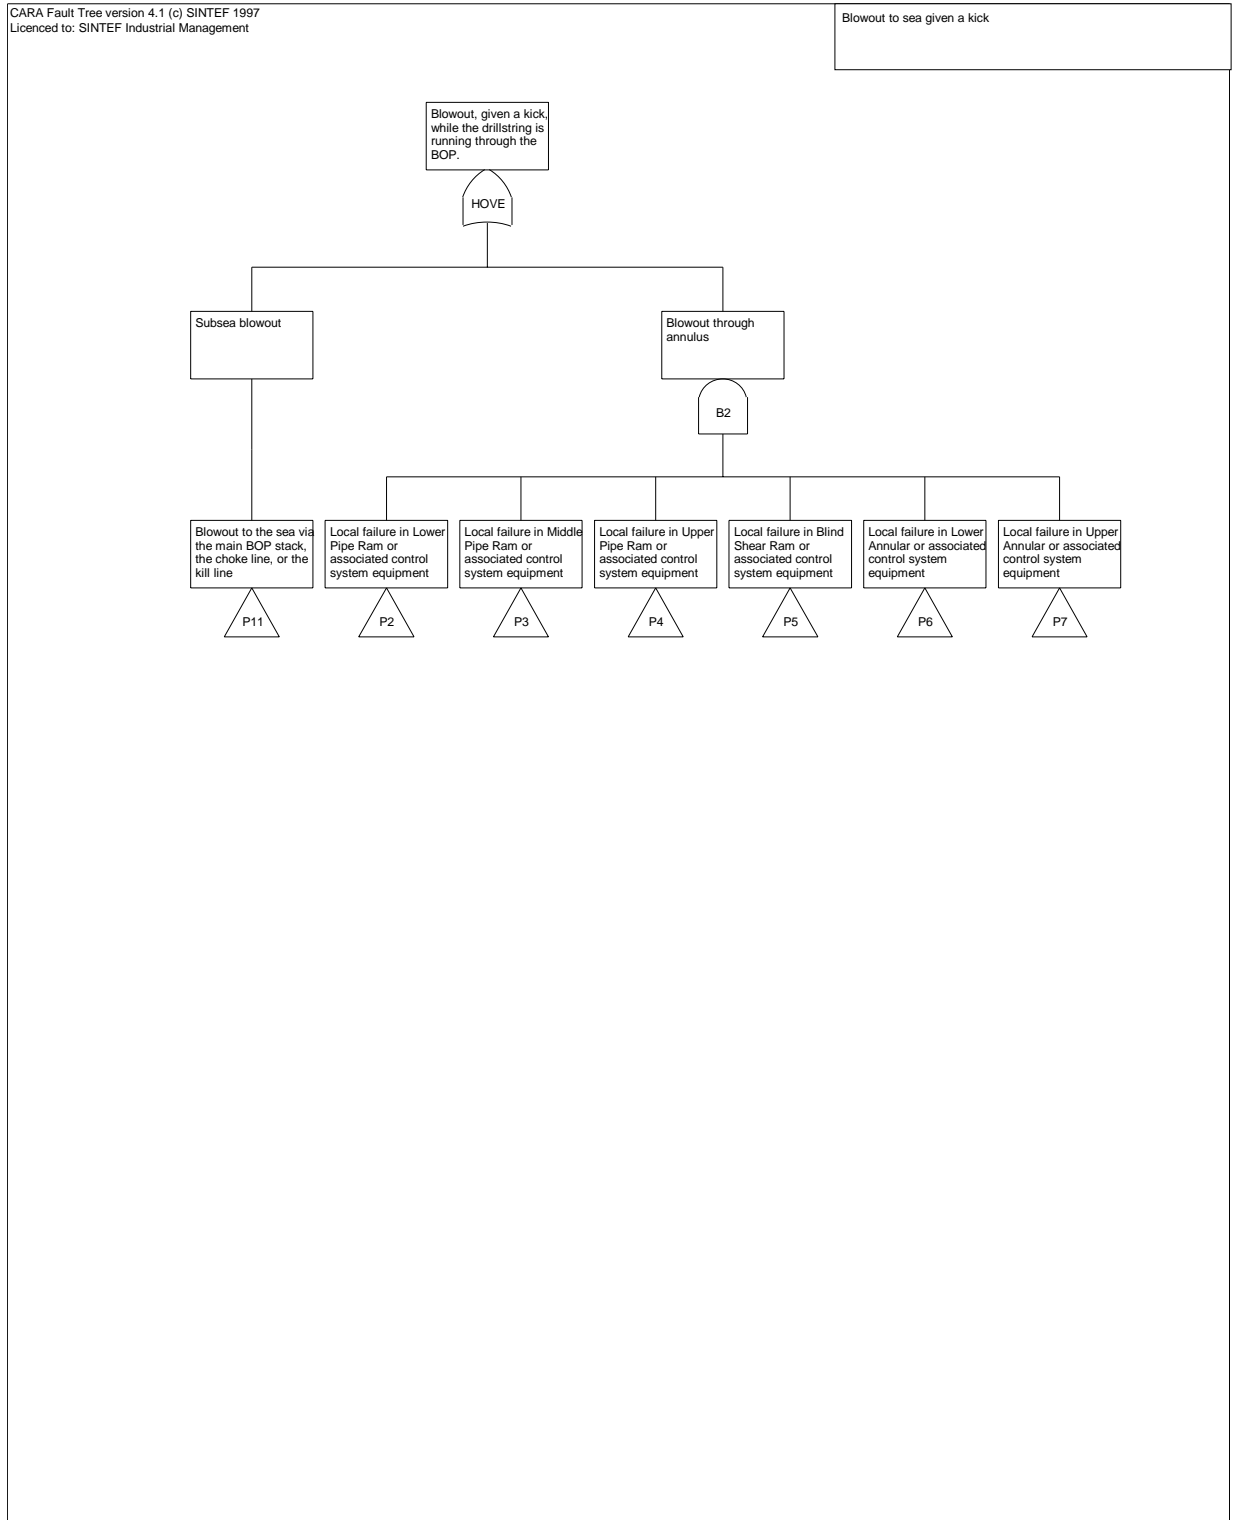 CARA Fault Tree version 4.1 (c) SINTEF 1997
Licenced to: SINTEF Industrial Management
Blowout to sea given a kick
Blowout, given a kick,
while the drillstring is
running through the
BOP.
HOVE
Subsea blowout
Blowout through
annulus
B2
Blowout to the sea via
the main BOP stack,
the choke line, or the
kill line
Local failure in Lower
Pipe Ram or
associated control
system equipment
Local failure in Middle
Pipe Ram or
associated control
system equipment
Local failure in Upper
Pipe Ram or
associated control
system equipment
Local failure in Blind
Shear Ram or
associated control
system equipment
Local failure in Lower
Annular or associated
control system
equipment
Local failure in Upper
Annular or associated
control system
equipment
P11
P2
P3
P4
P5
P6
P7